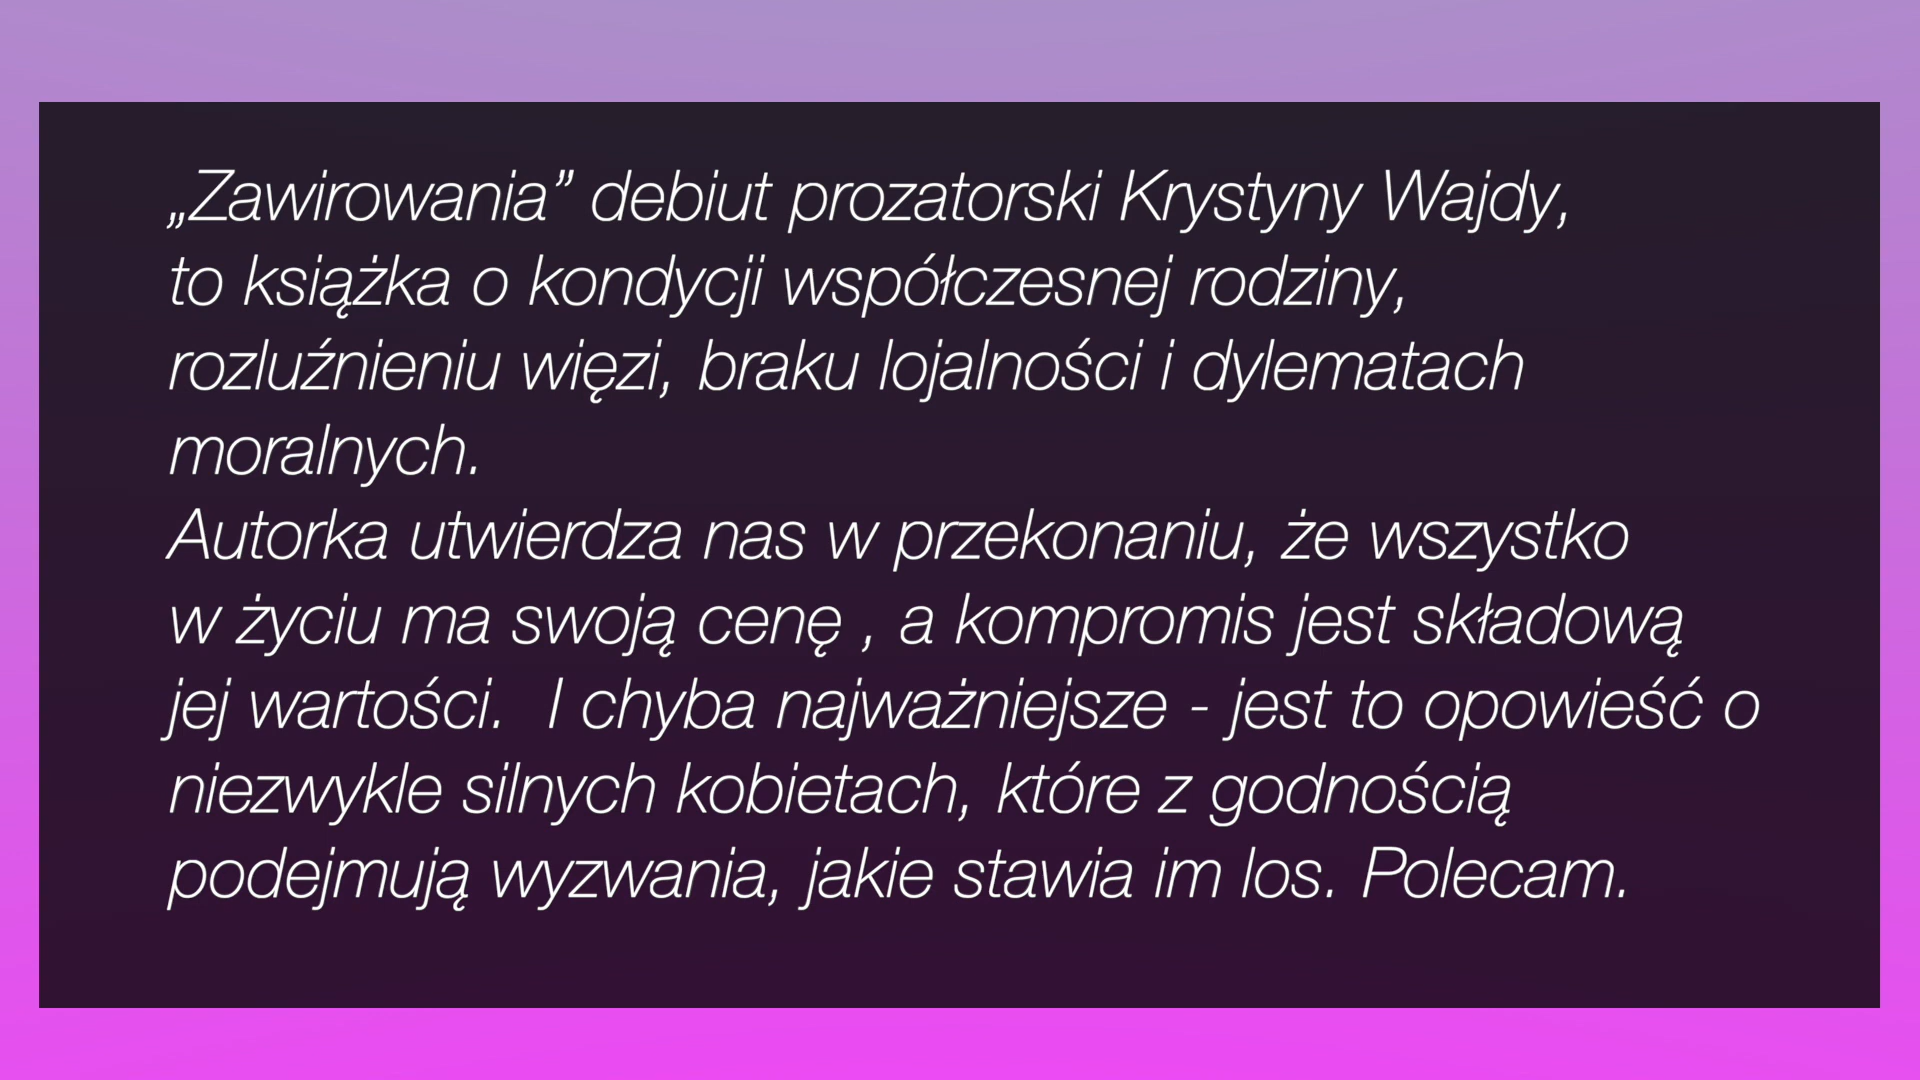 „Zawirowania” debiut prozatorski Krystyny Wajdy,
to książka o kondycji współczesnej rodziny,
rozluźnieniu więzi, braku lojalności i dylematach
moralnych.
Autorka utwierdza nas w przekonaniu, że wszystko
w życiu ma swoją cenę , a kompromis jest składową
jej wartości.  I chyba najważniejsze - jest to opowieść o
niezwykle silnych kobietach, które z godnością
podejmują wyzwania, jakie stawia im los. Polecam.